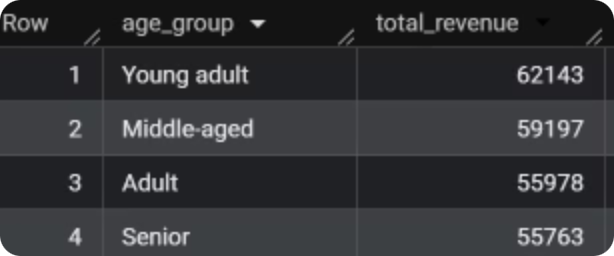 Row age_group total_revenue
1 Young adult 62143
2 Middle-aged 59197
3 Adult 55978
4 Senior 55763